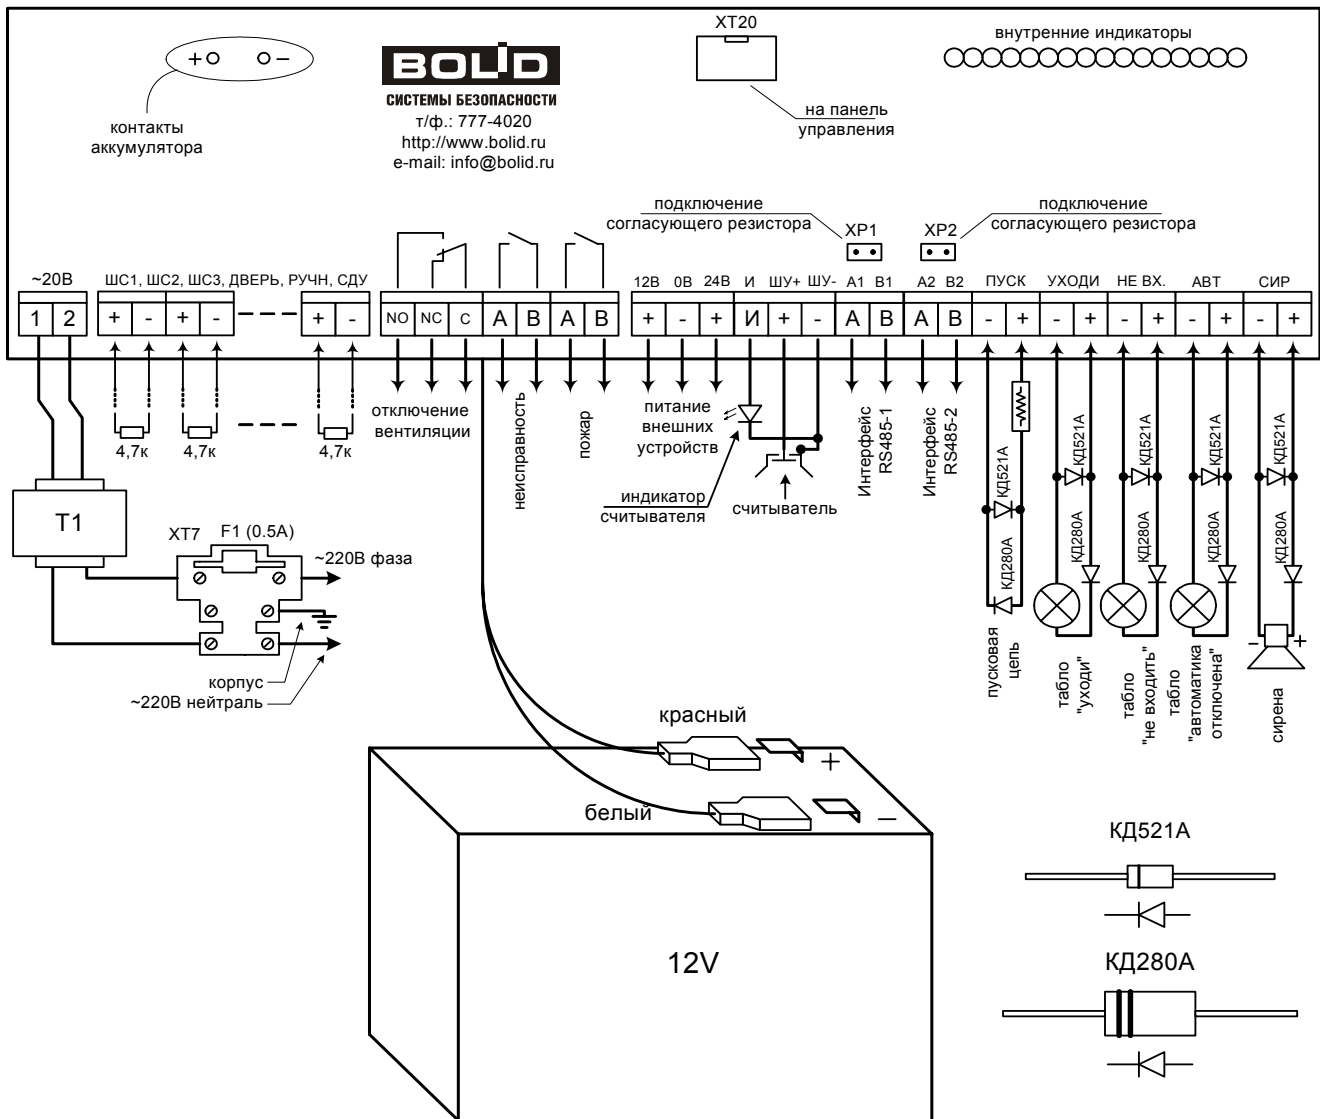 XT20
внутренние индикаторы
+ -
BOLID
СИСТЕМЫ БЕЗОПАСНОСТИ
т/ф.: 777-4020
http://www.bolid.ru
e-mail: info@bolid.ru
контакты
аккумулятора
на панель
управления
подключение
согласующего резистора
XP1
XP2
подключение
согласующего резистора
~20В
ШС1, ШС2, ШС3, ДВЕРЬ, РУЧН, СДУ
12В 0В 24В И ШУ+ ШУ- A1 B1 A2 B2 ПУСК УХОДИ НЕ ВХ. АВТ СИР
1 2 + - + - + - NO NC C A B A B + - + И + - A B A B - + - + - + - + - +
4,7к 4,7к 4,7к
отключение
вентиляции
неисправность
пожар
питание
внешних
устройств
индикатор
считывателя
считыватель
Интерфейс
RS485-1
Интерфейс
RS485-2
КД521А
КД280А
КД521А
КД280А
КД521А
КД280А
КД521А
КД280А
КД521А
КД280А
T1
XT7
F1 (0.5A)
~220В фаза
корпус
~220В нейтраль
пусковая
цепь
табло
"уходи"
табло
"не входить"
табло
"автоматика
отключена"
- +
сирена
красный
+
белый
-
12V
КД521А
КД280А